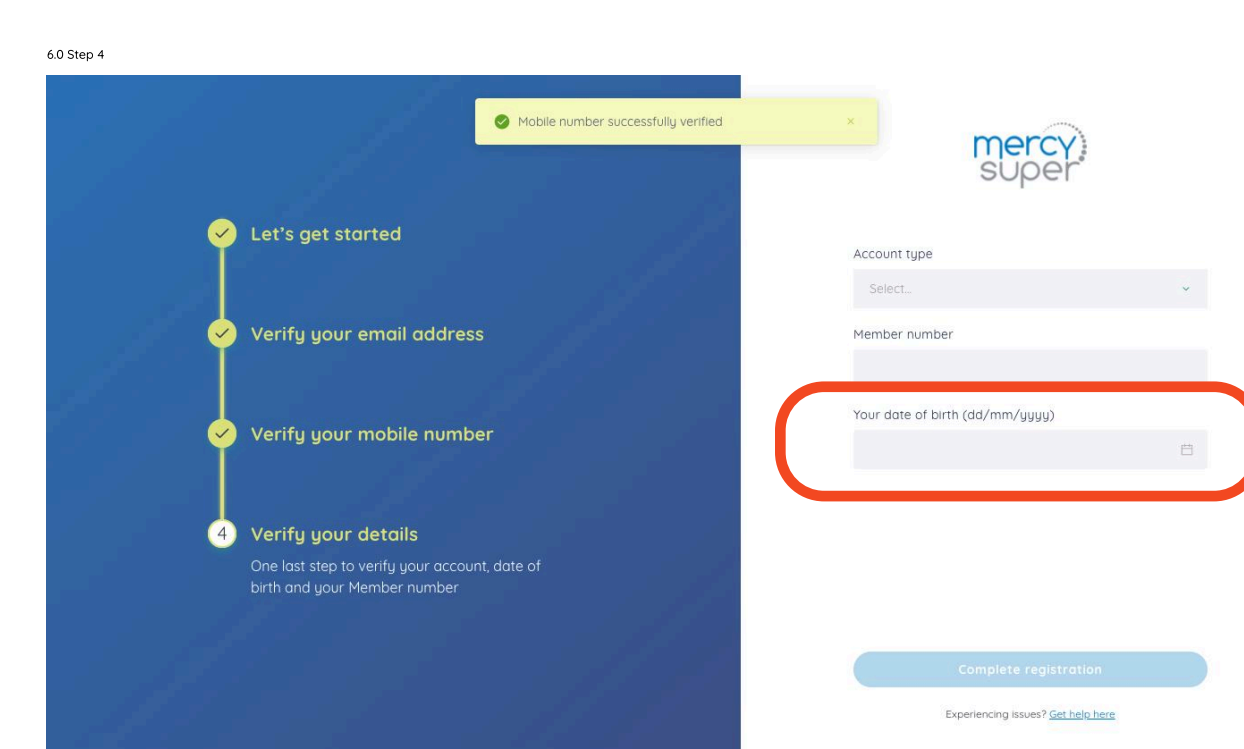 6.0 Step 4
Mobile number successfully verified
mercy
super
Let's get started
Verify your email address
Verify your mobile number
4
Verify your details
One last step to verify your account, date of
birth and your Member number
Account type
Select...
Member number
Your date of birth (dd/mm/yyyy)
Complete registration
Experiencing issues? Get help here